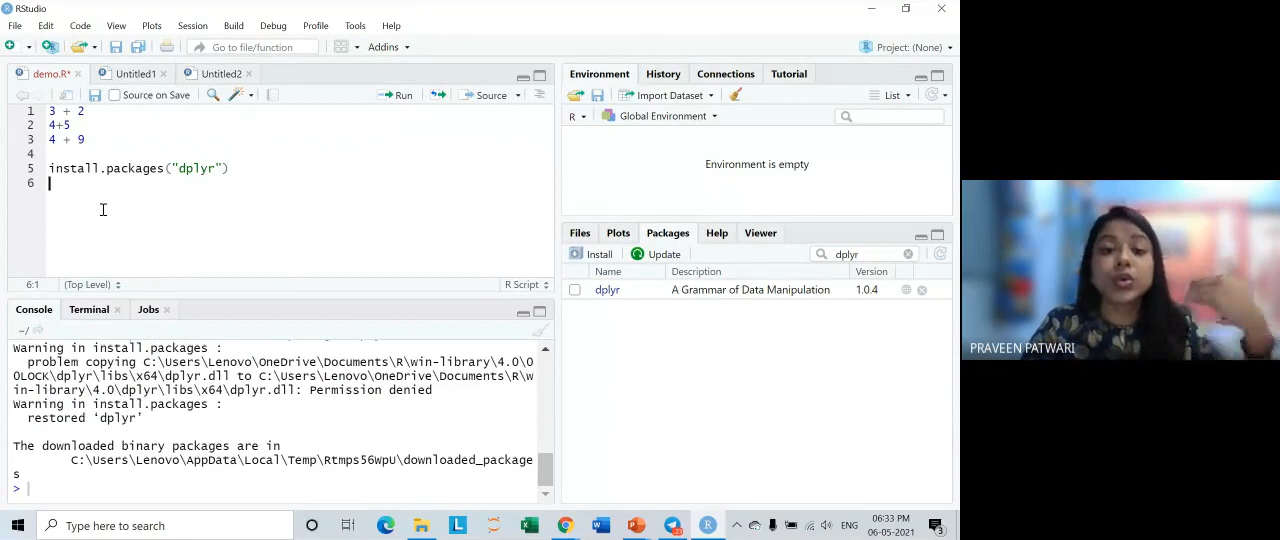 RStudio
File Edit View Plots Session Build Debug Profile Tools Help
Go to file/function Addins Project: (None)
demo.R* Untitled1 Untitled2
Source on Save Run Source
1 3 + 2
2 4+5
3 4 + 9
4
5 install.packages("dplyr")
6
6:1 (Top Level) R Script
Console Terminal Jobs
~/
Warning in install.packages :
problem copying C:\Users\Lenovo\OneDrive\Documents\R\win-library\4.0\0
0LOCK\dplyr\libs\x64\dplyr.dll to C:\Users\Lenovo\OneDrive\Documents\R\w
in-library\4.0\dplyr\libs\x64\dplyr.dll: Permission denied
Warning in install.packages :
restored ‘dplyr’
The downloaded binary packages are in
C:\Users\Lenovo\AppData\Local\Temp\Rtmps56wpU\downloaded_package
s
>
Environment History Connections Tutorial
Import Dataset List
R Global Environment
Environment is empty
Files Plots Packages Help Viewer
Install Update dplyr
Name Description Version
dplyr A Grammar of Data Manipulation 1.0.4
PRAVEEN PATWARI
Type here to search
ENG
06:33 PM
06-05-2021
3